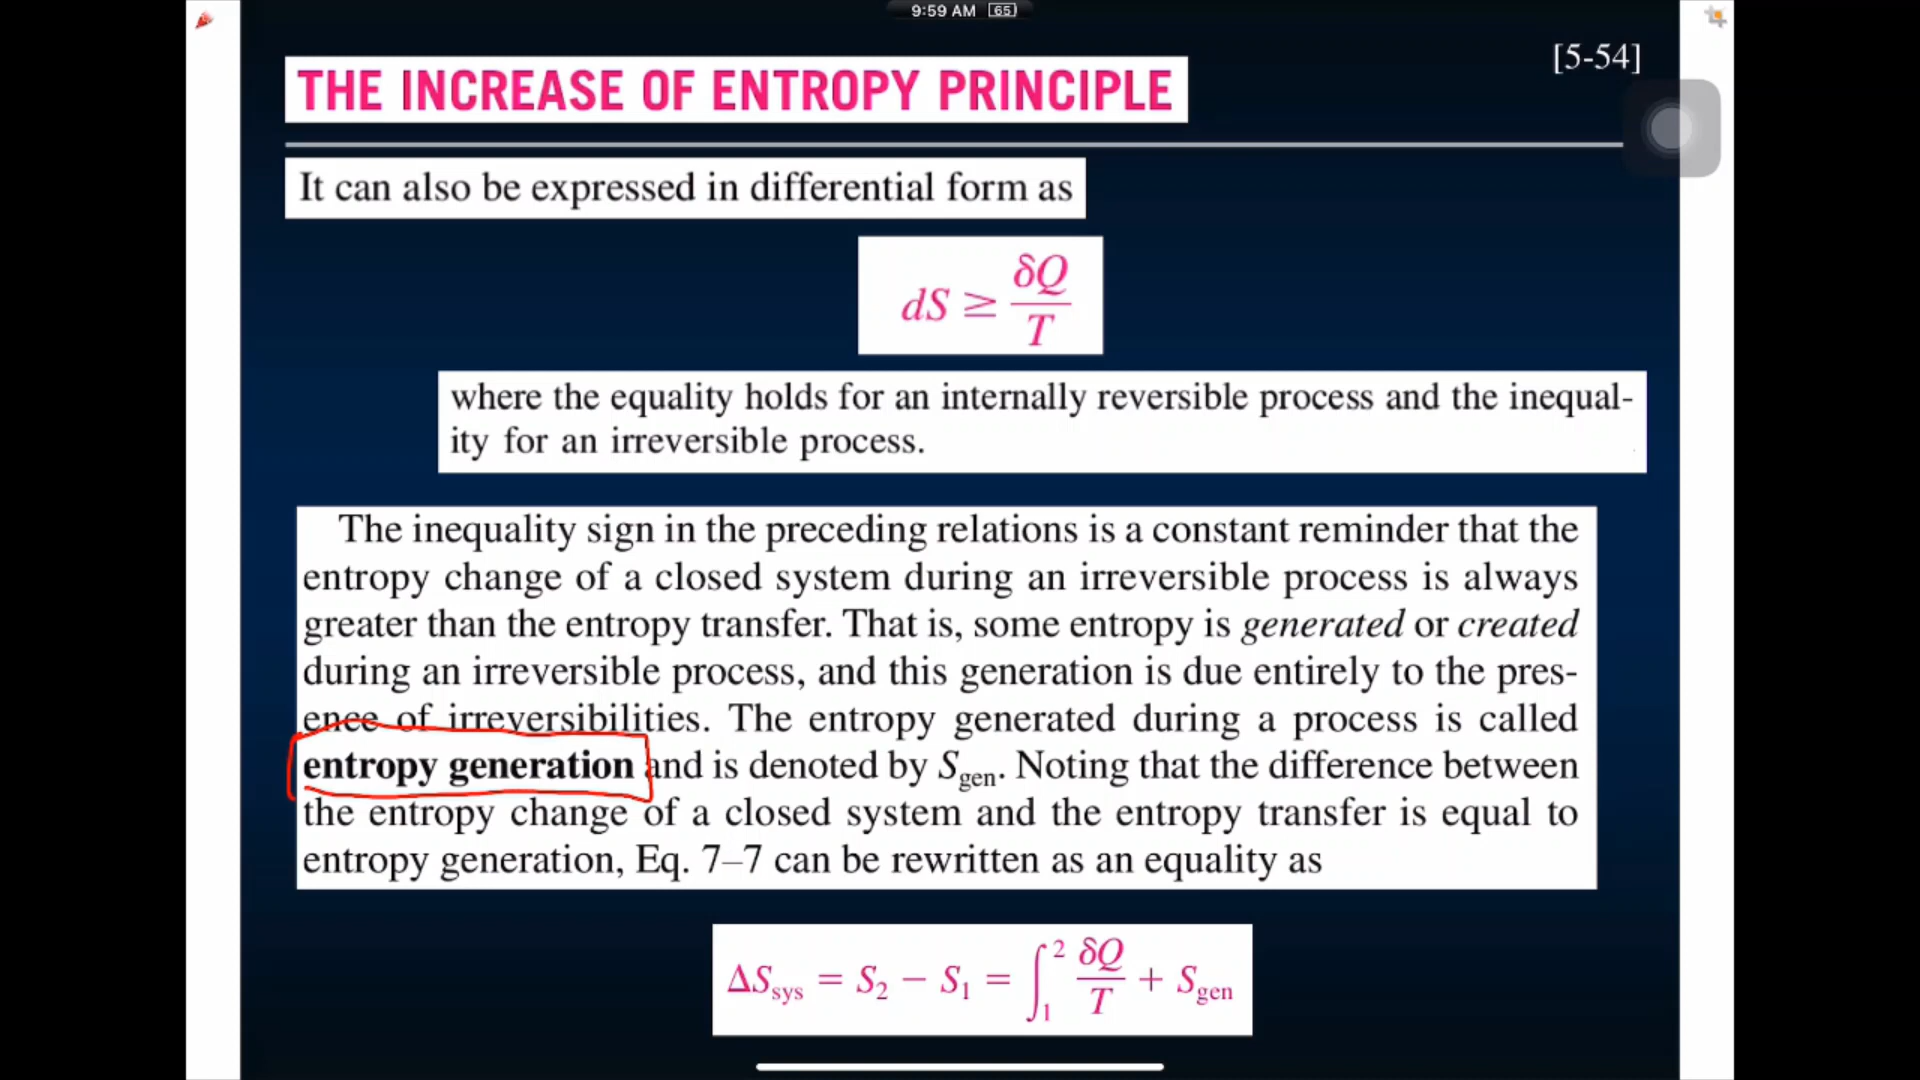 9:59 AM 65
[5-54]
THE INCREASE OF ENTROPY PRINCIPLE
It can also be expressed in differential form as
dS ≥ δQ/T
where the equality holds for an internally reversible process and the inequal-
ity for an irreversible process.
The inequality sign in the preceding relations is a constant reminder that the
entropy change of a closed system during an irreversible process is always
greater than the entropy transfer. That is, some entropy is generated or created
during an irreversible process, and this generation is due entirely to the pres-
ence of irreversibilities. The entropy generated during a process is called
entropy generation and is denoted by S_gen. Noting that the difference between
the entropy change of a closed system and the entropy transfer is equal to
entropy generation, Eq. 7–7 can be rewritten as an equality as
ΔS_sys = S_2 − S_1 = ∫_1^2 δQ/T + S_gen